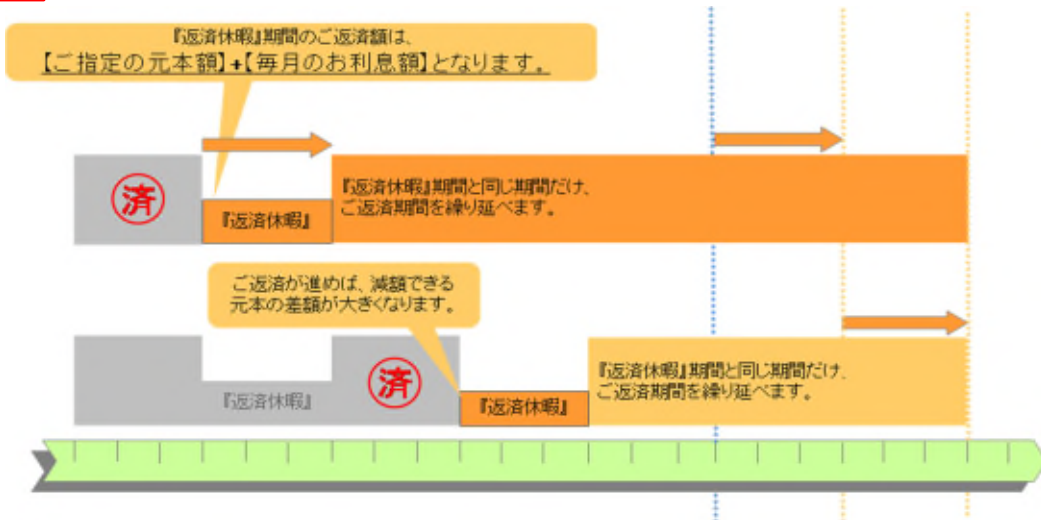 『返済休暇』期間のご返済額は、
【ご指定の元本額】+【毎月のお利息額】となります。
済
『返済休暇』
『返済休暇』期間と同じ期間だけ、
ご返済期間を繰り延べます。
ご返済が進めば、減額できる
元本の差額が大きくなります。
『返済休暇』
済
『返済休暇』
『返済休暇』期間と同じ期間だけ、
ご返済期間を繰り延べます。